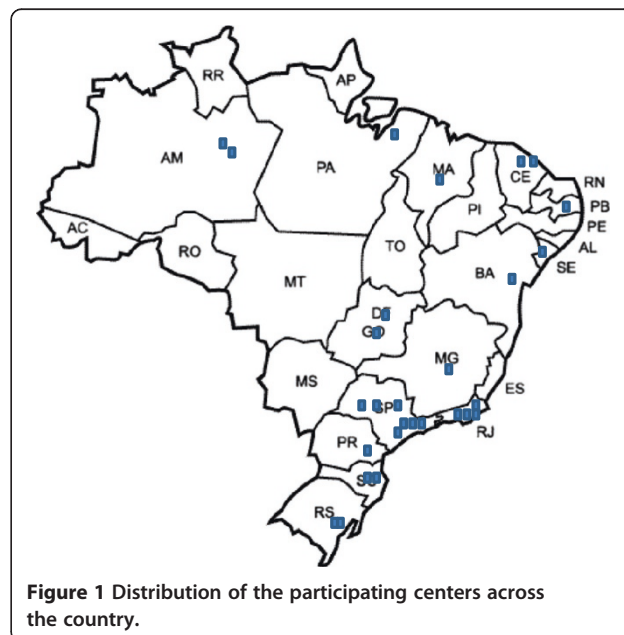 RR
AP
AM
PA
MA
CE
RN
PB
PE
AL
SE
PI
AC
RO
TO
BA
MT
DF
GO
MG
MS
ES
SP
RJ
PR
SC
RS
Figure 1 Distribution of the participating centers across
the country.